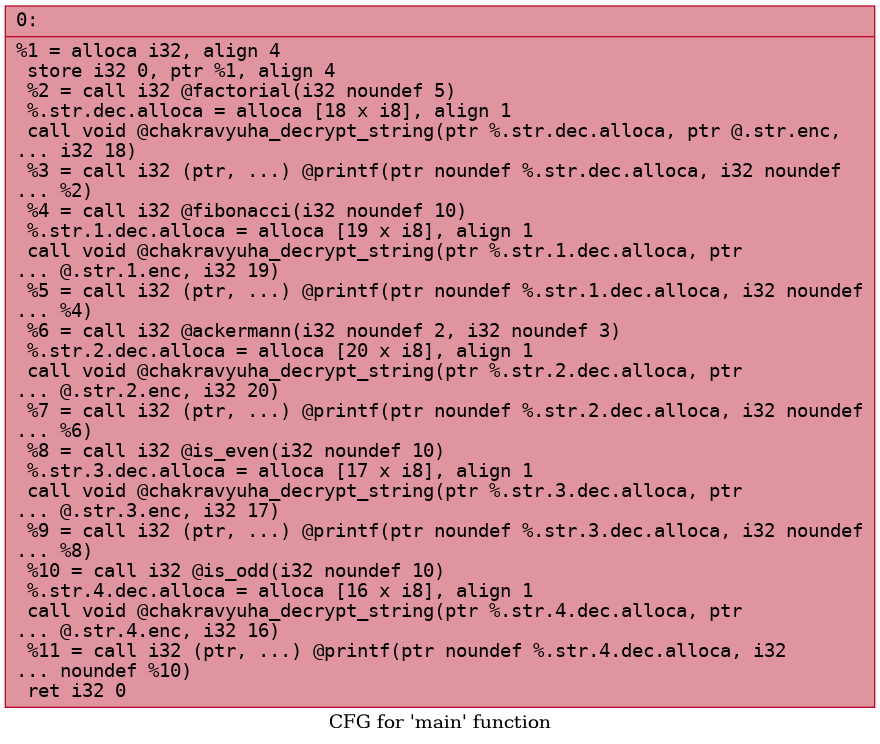 0:
%1 = alloca i32, align 4
store i32 0, ptr %1, align 4
%2 = call i32 @factorial(i32 noundef 5)
%.str.dec.alloca = alloca [18 x i8], align 1
call void @chakravyuha_decrypt_string(ptr %.str.dec.alloca, ptr @.str.enc,
... i32 18)
%3 = call i32 (ptr, ...) @printf(ptr noundef %.str.dec.alloca, i32 noundef
... %2)
%4 = call i32 @fibonacci(i32 noundef 10)
%.str.1.dec.alloca = alloca [19 x i8], align 1
call void @chakravyuha_decrypt_string(ptr %.str.1.dec.alloca, ptr
... @.str.1.enc, i32 19)
%5 = call i32 (ptr, ...) @printf(ptr noundef %.str.1.dec.alloca, i32 noundef
... %4)
%6 = call i32 @ackermann(i32 noundef 2, i32 noundef 3)
%.str.2.dec.alloca = alloca [20 x i8], align 1
call void @chakravyuha_decrypt_string(ptr %.str.2.dec.alloca, ptr
... @.str.2.enc, i32 20)
%7 = call i32 (ptr, ...) @printf(ptr noundef %.str.2.dec.alloca, i32 noundef
... %6)
%8 = call i32 @is_even(i32 noundef 10)
%.str.3.dec.alloca = alloca [17 x i8], align 1
call void @chakravyuha_decrypt_string(ptr %.str.3.dec.alloca, ptr
... @.str.3.enc, i32 17)
%9 = call i32 (ptr, ...) @printf(ptr noundef %.str.3.dec.alloca, i32 noundef
... %8)
%10 = call i32 @is_odd(i32 noundef 10)
%.str.4.dec.alloca = alloca [16 x i8], align 1
call void @chakravyuha_decrypt_string(ptr %.str.4.dec.alloca, ptr
... @.str.4.enc, i32 16)
%11 = call i32 (ptr, ...) @printf(ptr noundef %.str.4.dec.alloca, i32
... noundef %10)
ret i32 0
CFG for 'main' function